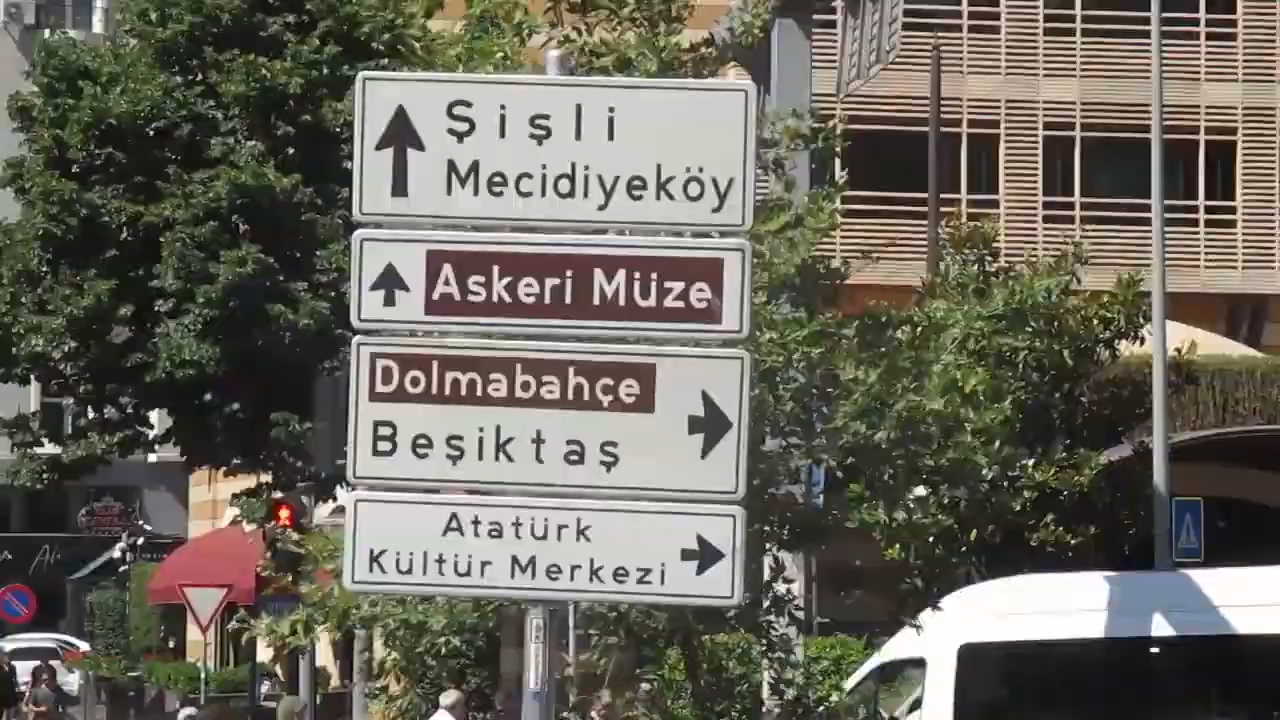 Şişli
Mecidiyeköy
Askeri Müze
Dolmabahçe
Beşiktaş
Atatürk
Kültür Merkezi